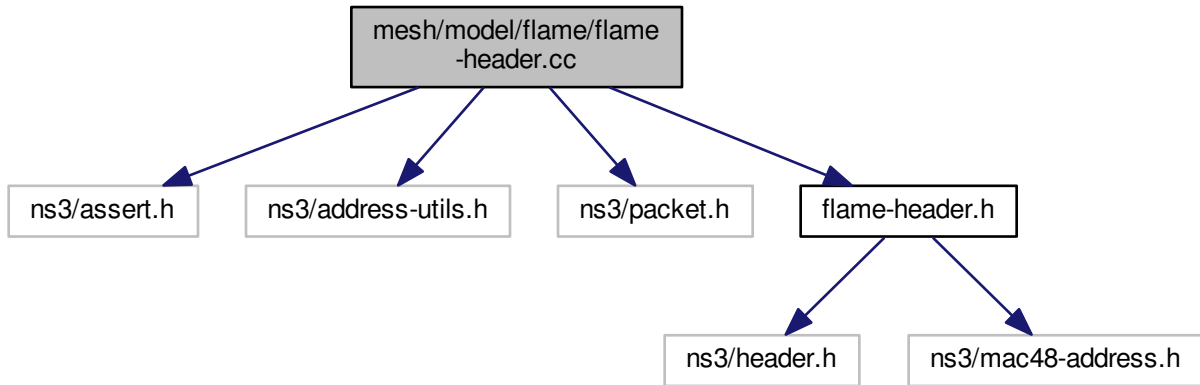 mesh/model/flame/flame
-header.cc
ns3/assert.h
ns3/address-utils.h
ns3/packet.h
flame-header.h
ns3/header.h
ns3/mac48-address.h